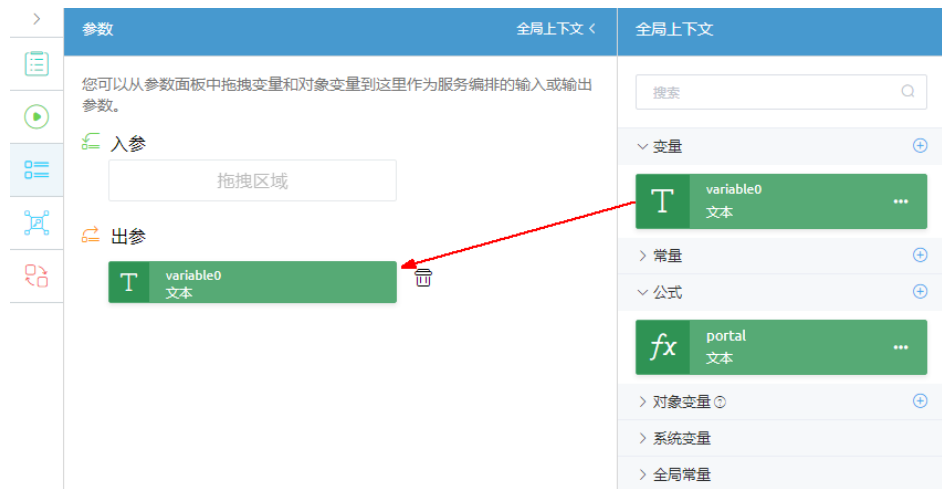 参数
全局上下文 <
您可以从参数面板中拖拽变量和对象变量到这里作为服务编排的输入或输出
参数。
入参
拖拽区域
出参
T
variable0
文本
全局上下文
搜索
变量
T
variable0
文本
常量
公式
fx
portal
文本
对象变量
系统变量
全局常量